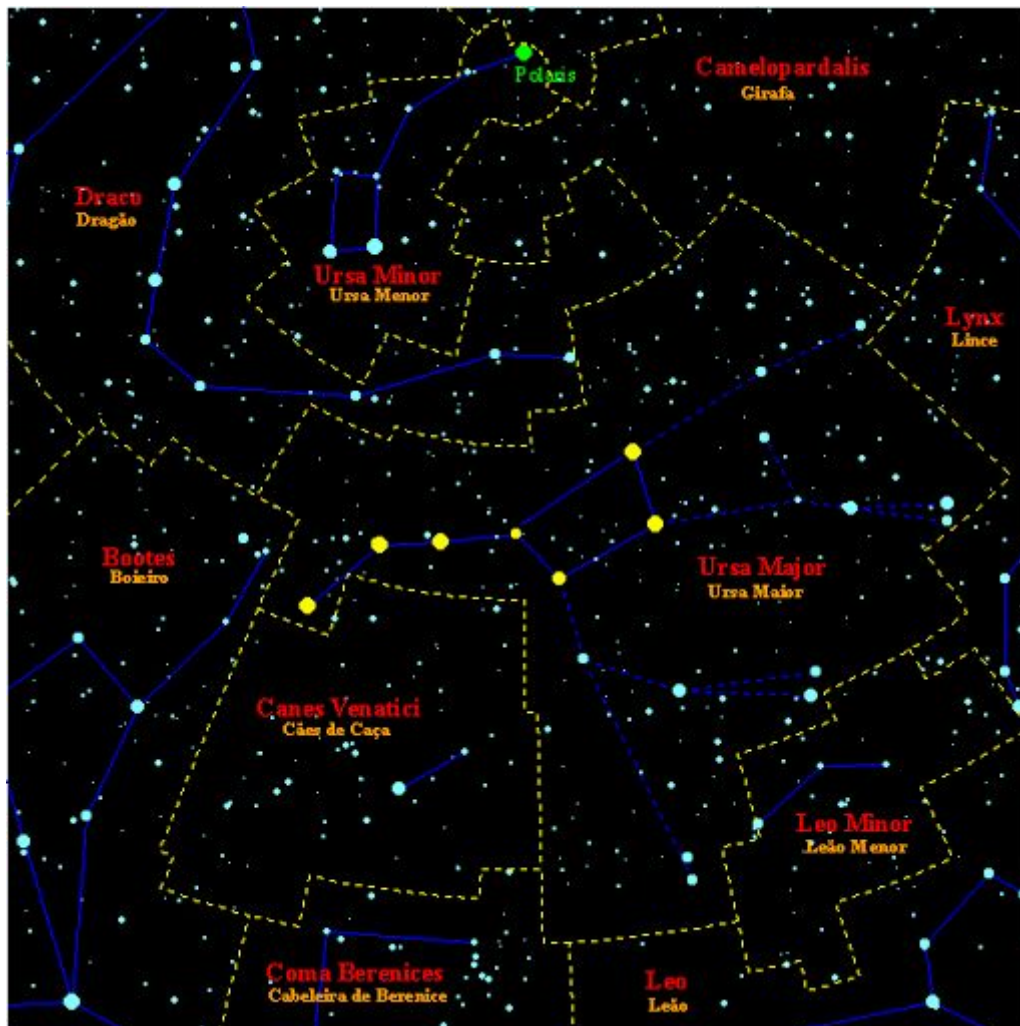 Polaris
Camelopardalis
Girafa
Draco
Dragão
Ursa Minor
Ursa Menor
Lynx
Lince
Bootes
Boieiro
Ursa Major
Ursa Maior
Canes Venatici
Cães de Caça
Leo Minor
Leão Menor
Coma Berenices
Cabeleira de Berenice
Leo
Leão